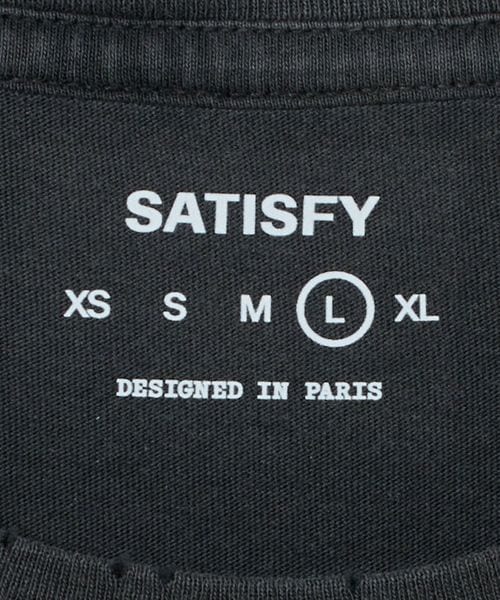 SATISFY
XS S M L XL
DESIGNED IN PARIS